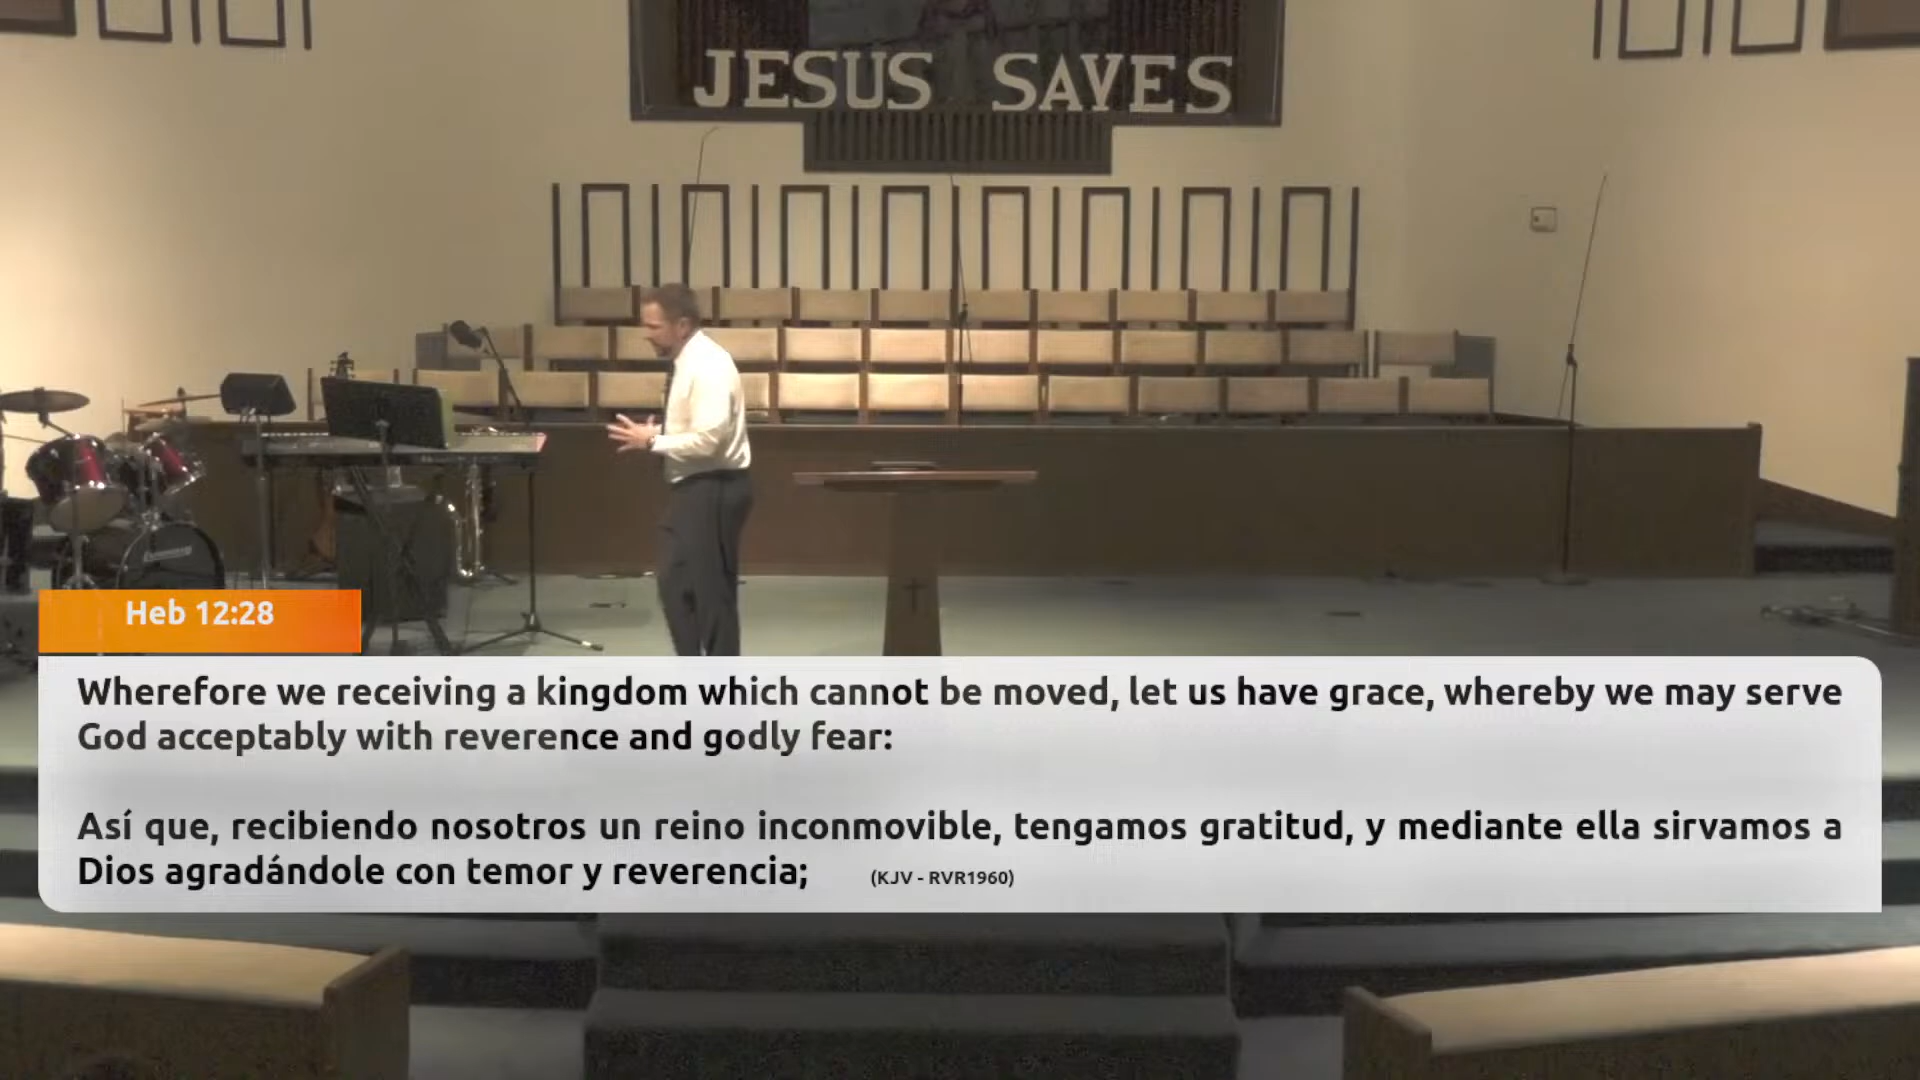 JESUS SAVES
Heb 12:28
Wherefore we receiving a kingdom which cannot be moved, let us have grace, whereby we may serve
God acceptably with reverence and godly fear:
Así que, recibiendo nosotros un reino inconmovible, tengamos gratitud, y mediante ella sirvamos a
Dios agradándole con temor y reverencia; (KJV - RVR1960)